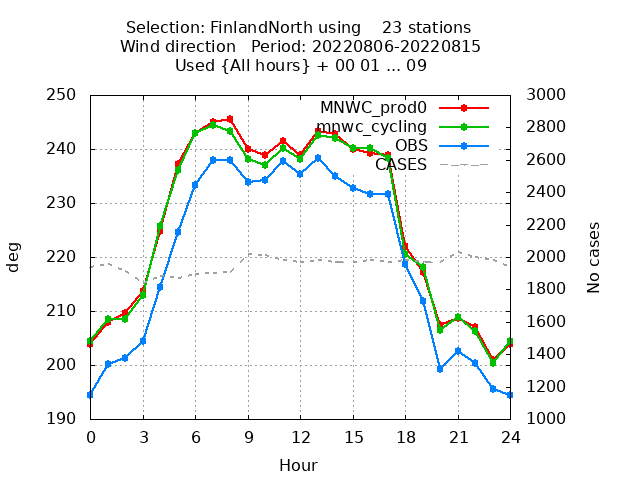 Selection: FinlandNorth using    23 stations
Wind direction   Period: 20220806-20220815
Used {All hours} + 00 01 ... 09
MNWC_prod0
mnwc_cycling
OBS
CASES
250
240
230
220
210
200
190
deg
3000
2800
2600
2400
2200
2000
1800
1600
1400
1200
1000
No cases
0 3 6 9 12 15 18 21 24
Hour